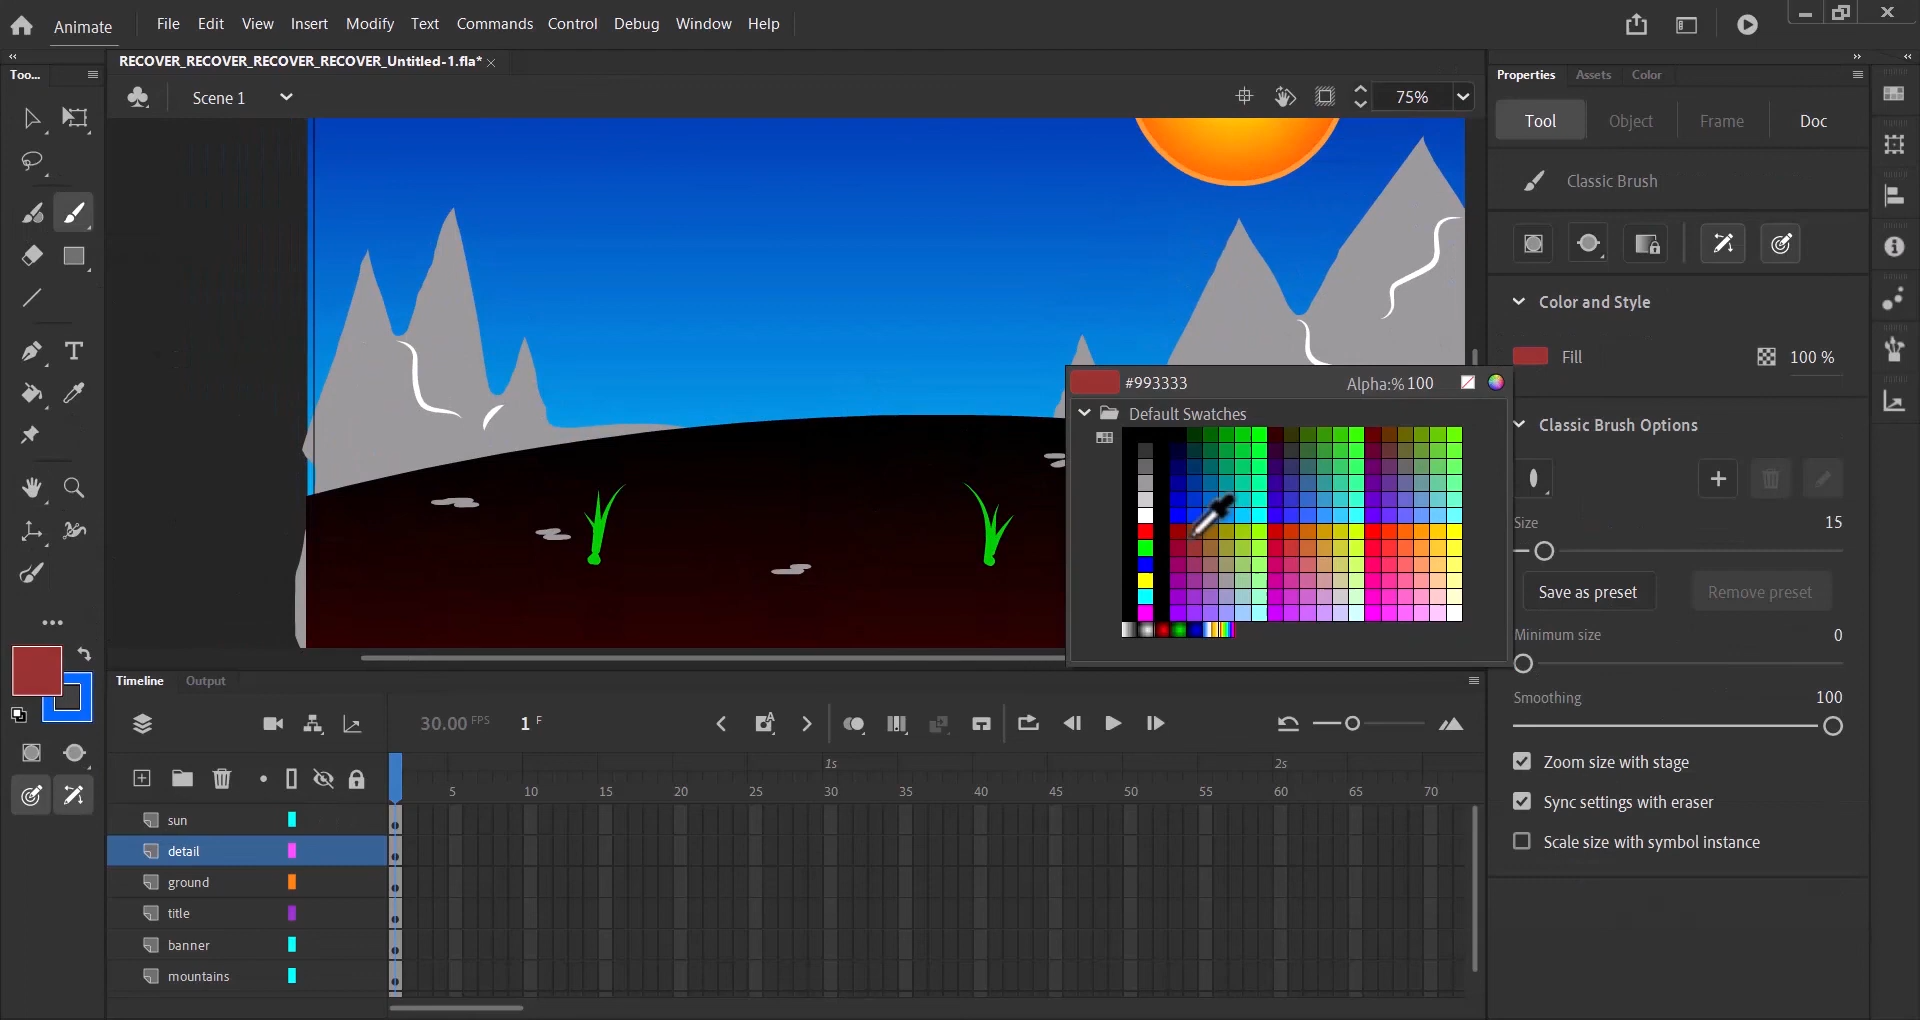 Animate File Edit View Insert Modify Text Commands Control Debug Window Help
RECOVER_RECOVER_RECOVER_RECOVER_Untitled-1.fla*
Too...
Scene 1
75%
Properties Assets Color
Tool Object Frame Doc
Classic Brush
Color and Style
Fill 100 %
#993333 Alpha:% 100
Default Swatches
Classic Brush Options
Size 15
Save as preset Remove preset
Minimum size 0
Smoothing 100
Zoom size with stage
Sync settings with eraser
Scale size with symbol instance
Timeline Output
30.00 FPS 1 F
1s 2s
5 10 15 20 25 30 35 40 45 50 55 60 65 70
sun
detail
ground
title
banner
mountains